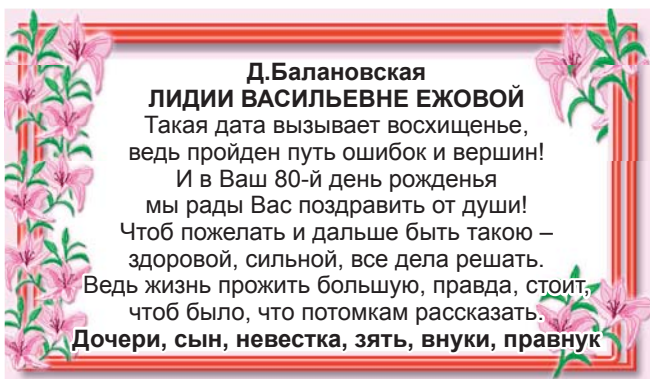 Д.Балановская
ЛИДИИ ВАСИЛЬЕВНЕ ЕЖОВОЙ
Такая дата вызывает восхищенье,
ведь пройден путь ошибок и вершин!
И в Ваш 80-й день рожденья
мы рады Вас поздравить от души!
Чтоб пожелать и дальше быть такою –
здоровой, сильной, все дела решать.
Ведь жизнь прожить большую, правда, стоит,
чтоб было, что потомкам рассказать.
Дочери, сын, невестка, зять, внуки, правнук